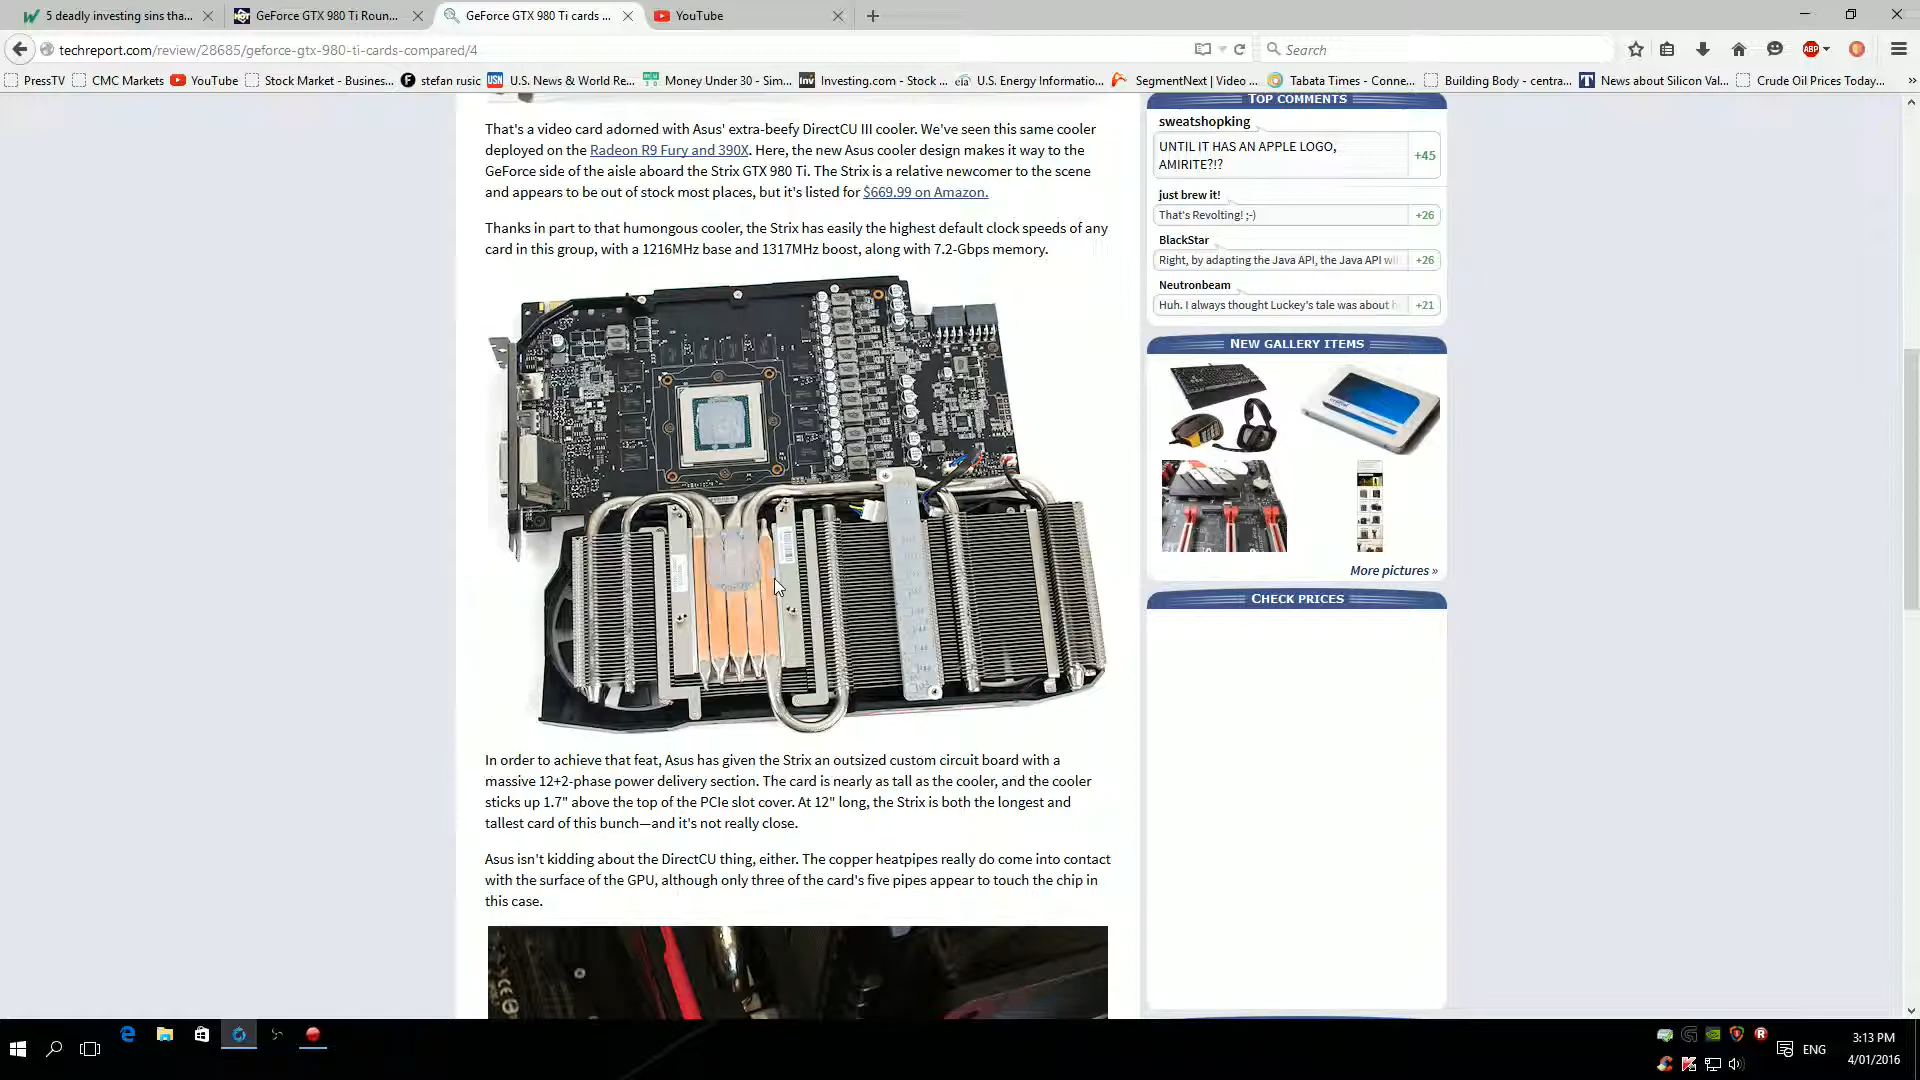 5 deadly investing sins tha...
GeForce GTX 980 Ti Roun...
GeForce GTX 980 Ti cards ...
YouTube
techreport.com/review/28685/geforce-gtx-980-ti-cards-compared/4
Search
ABP
PressTV
CMC Markets
YouTube
Stock Market - Busines...
stefan rusic
U.S. News & World Re...
Money Under 30 - Sim...
Investing.com - Stock ...
U.S. Energy Informatio...
SegmentNext | Video ...
Tabata Times - Conne...
Building Body - centra...
News about Silicon Val...
Crude Oil Prices Today...
That's a video card adorned with Asus' extra-beefy DirectCU III cooler. We've seen this same cooler
deployed on the Radeon R9 Fury and 390X. Here, the new Asus cooler design makes it way to the
GeForce side of the aisle aboard the Strix GTX 980 Ti. The Strix is a relative newcomer to the scene
and appears to be out of stock most places, but it's listed for $669.99 on Amazon.
Thanks in part to that humongous cooler, the Strix has easily the highest default clock speeds of any
card in this group, with a 1216MHz base and 1317MHz boost, along with 7.2-Gbps memory.
In order to achieve that feat, Asus has given the Strix an outsized custom circuit board with a
massive 12+2-phase power delivery section. The card is nearly as tall as the cooler, and the cooler
sticks up 1.7" above the top of the PCIe slot cover. At 12" long, the Strix is both the longest and
tallest card of this bunch—and it's not really close.
Asus isn't kidding about the DirectCU thing, either. The copper heatpipes really do come into contact
with the surface of the GPU, although only three of the card's five pipes appear to touch the chip in
this case.
TOP COMMENTS
sweatshopking
UNTIL IT HAS AN APPLE LOGO,
AMIRITE?!?
+45
just brew it!
That's Revolting! ;-)
+26
BlackStar
Right, by adapting the Java API, the Java API wil
+26
Neutronbeam
Huh. I always thought Luckey's tale was about h
+21
NEW GALLERY ITEMS
More pictures »
CHECK PRICES
ENG
3:13 PM
4/01/2016